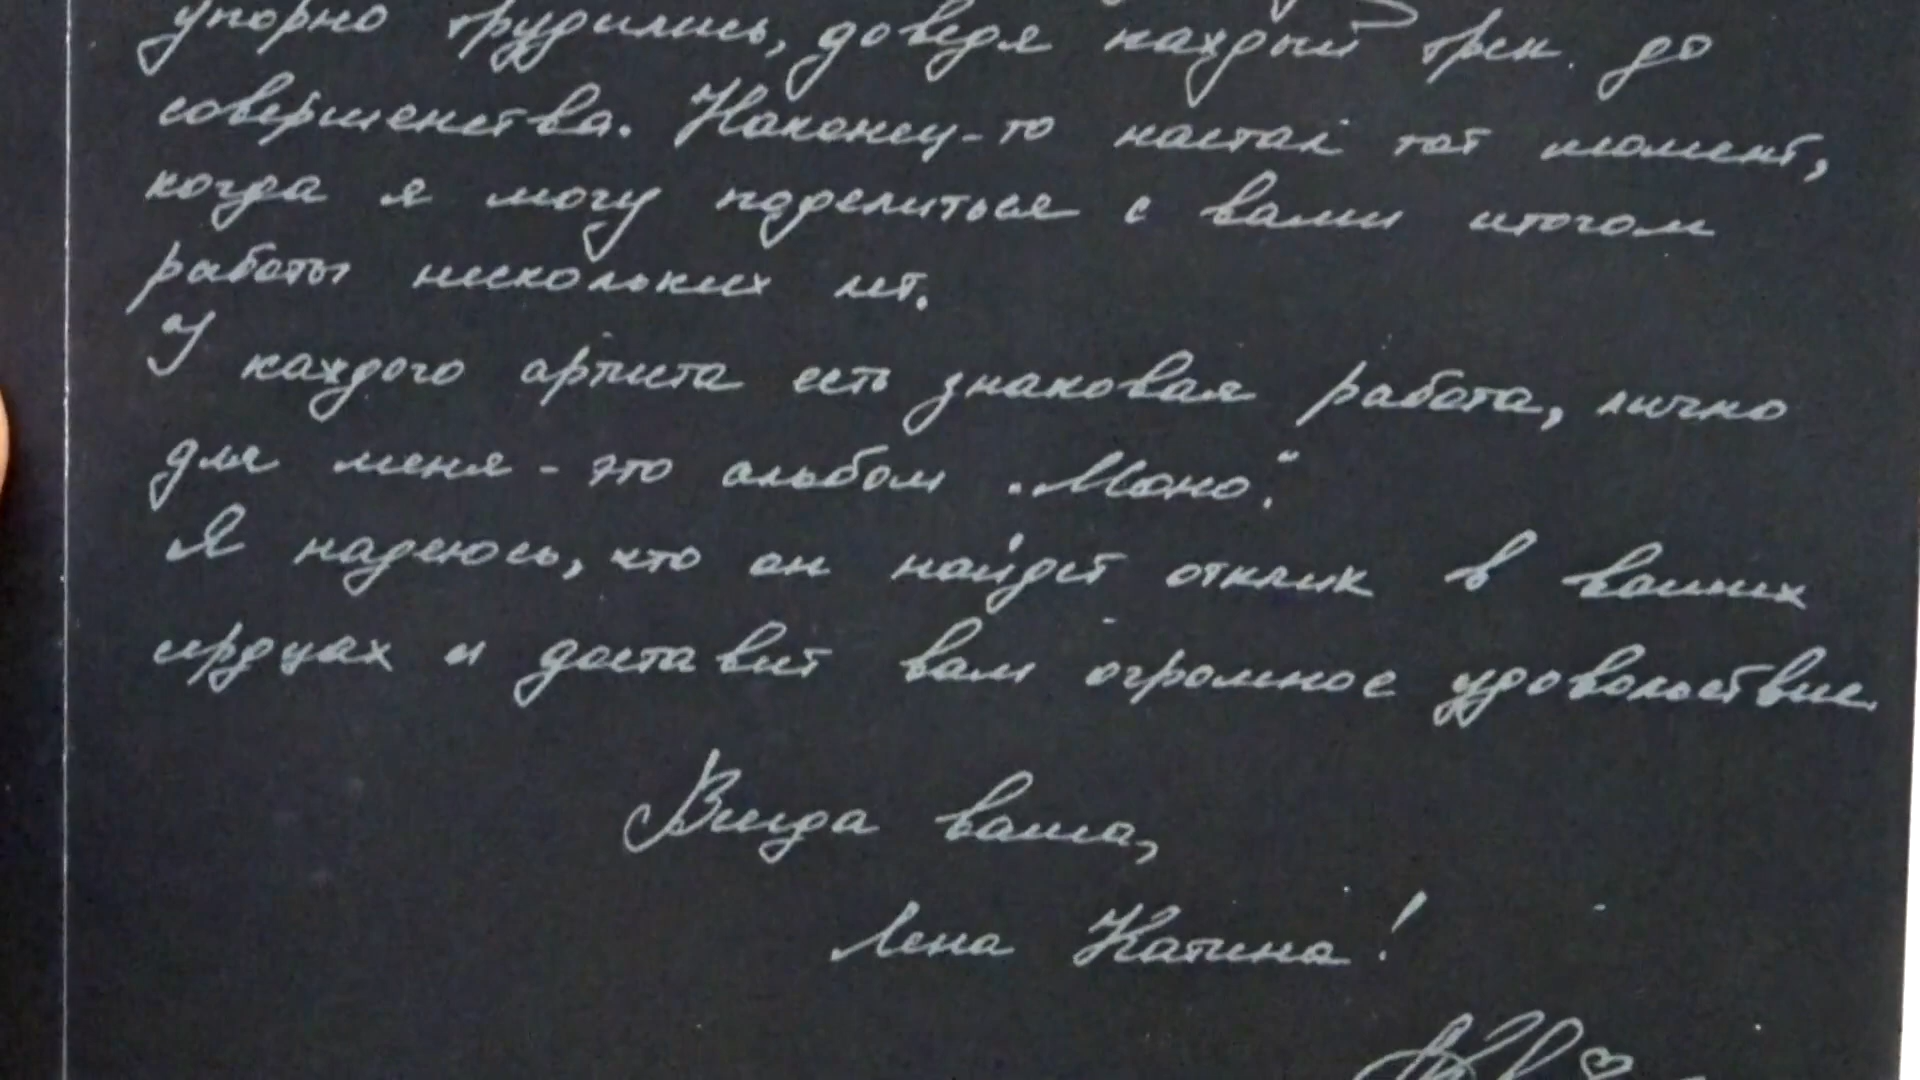 упорно трудились, доведя каждый трек до
совершенства. Наконец-то настал тот момент,
когда я могу поделиться с вами итогом
работы нескольких лет.
У каждого артиста есть знаковая работа, лично
для меня - это альбом „Моно".
Я надеюсь, что он найдёт отклик в ваших
сердцах и доставит вам огромное удовольствие.
Всегда ваша,
Лена Катина!